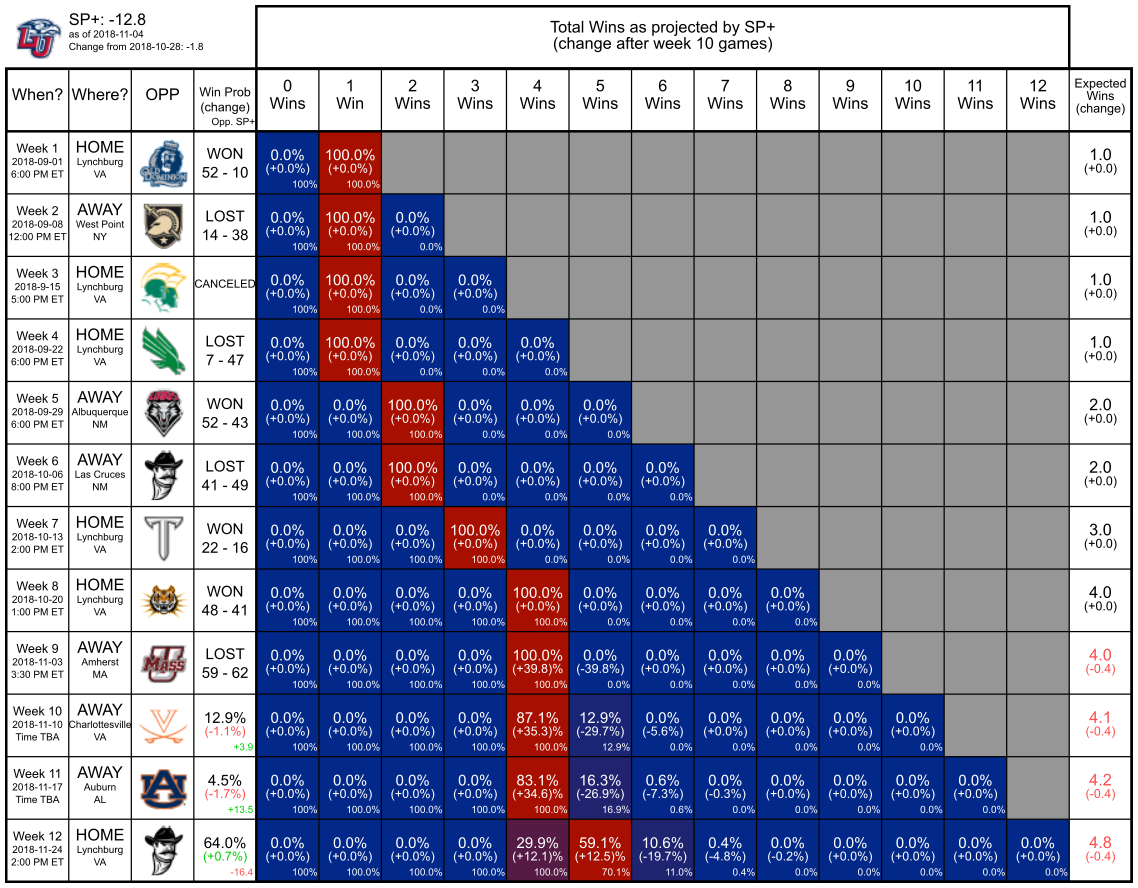 SP+: -12.8
as of 2018-11-04
Change from 2018-10-28: -1.8
Total Wins as projected by SP+
(change after week 10 games)
When?
Where?
OPP
Win Prob
(change)
Opp. SP+
0
Wins
1
Win
2
Wins
3
Wins
4
Wins
5
Wins
6
Wins
7
Wins
8
Wins
9
Wins
10
Wins
11
Wins
12
Wins
Expected
Wins
(change)
Week 1
2018-09-01
6:00 PM ET
HOME
Lynchburg
VA
OLD DOMINION
WON
52 - 10
0.0%
(+0.0%)
100%
100.0%
(+0.0%)
100.0%
1.0
(+0.0)
Week 2
2018-09-08
12:00 PM ET
AWAY
West Point
NY
LOST
14 - 38
0.0%
(+0.0%)
100%
100.0%
(+0.0%)
100.0%
0.0%
(+0.0%)
0.0%
1.0
(+0.0)
Week 3
2018-9-15
5:00 PM ET
HOME
Lynchburg
VA
CANCELED
0.0%
(+0.0%)
100%
100.0%
(+0.0%)
100.0%
0.0%
(+0.0%)
0.0%
0.0%
(+0.0%)
0.0%
1.0
(+0.0)
Week 4
2018-09-22
6:00 PM ET
HOME
Lynchburg
VA
LOST
7 - 47
0.0%
(+0.0%)
100%
100.0%
(+0.0%)
100.0%
0.0%
(+0.0%)
0.0%
0.0%
(+0.0%)
0.0%
0.0%
(+0.0%)
0.0%
1.0
(+0.0)
Week 5
2018-09-29
6:00 PM ET
AWAY
Albuquerque
NM
LOBOS
WON
52 - 43
0.0%
(+0.0%)
100%
0.0%
(+0.0%)
100.0%
100.0%
(+0.0%)
100.0%
0.0%
(+0.0%)
0.0%
0.0%
(+0.0%)
0.0%
0.0%
(+0.0%)
0.0%
2.0
(+0.0)
Week 6
2018-10-06
8:00 PM ET
AWAY
Las Cruces
NM
LOST
41 - 49
0.0%
(+0.0%)
100%
0.0%
(+0.0%)
100.0%
100.0%
(+0.0%)
100.0%
0.0%
(+0.0%)
0.0%
0.0%
(+0.0%)
0.0%
0.0%
(+0.0%)
0.0%
0.0%
(+0.0%)
0.0%
2.0
(+0.0)
Week 7
2018-10-13
2:00 PM ET
HOME
Lynchburg
VA
T
WON
22 - 16
0.0%
(+0.0%)
100%
0.0%
(+0.0%)
100.0%
0.0%
(+0.0%)
100.0%
100.0%
(+0.0%)
100.0%
0.0%
(+0.0%)
0.0%
0.0%
(+0.0%)
0.0%
0.0%
(+0.0%)
0.0%
0.0%
(+0.0%)
0.0%
3.0
(+0.0)
Week 8
2018-10-20
1:00 PM ET
HOME
Lynchburg
VA
WON
48 - 41
0.0%
(+0.0%)
100%
0.0%
(+0.0%)
100.0%
0.0%
(+0.0%)
100.0%
0.0%
(+0.0%)
100.0%
100.0%
(+0.0%)
100.0%
0.0%
(+0.0%)
0.0%
0.0%
(+0.0%)
0.0%
0.0%
(+0.0%)
0.0%
0.0%
(+0.0%)
0.0%
4.0
(+0.0)
Week 9
2018-11-03
3:30 PM ET
AWAY
Amherst
MA
MASS
LOST
59 - 62
0.0%
(+0.0%)
100%
0.0%
(+0.0%)
100.0%
0.0%
(+0.0%)
100.0%
0.0%
(+0.0%)
100.0%
100.0%
(+39.8)%
100.0%
0.0%
(-39.8%)
0.0%
0.0%
(+0.0%)
0.0%
0.0%
(+0.0%)
0.0%
0.0%
(+0.0%)
0.0%
0.0%
(+0.0%)
0.0%
4.0
(-0.4)
Week 10
2018-11-10
Time TBA
AWAY
Charlottesville
VA
V
12.9%
(-1.1%)
+3.9
0.0%
(+0.0%)
100%
0.0%
(+0.0%)
100.0%
0.0%
(+0.0%)
100.0%
0.0%
(+0.0%)
100.0%
87.1%
(+35.3%)
100.0%
12.9%
(-29.7%)
12.9%
0.0%
(-5.6%)
0.0%
0.0%
(+0.0%)
0.0%
0.0%
(+0.0%)
0.0%
0.0%
(+0.0%)
0.0%
0.0%
(+0.0%)
0.0%
4.1
(-0.4)
Week 11
2018-11-17
Time TBA
AWAY
Auburn
AL
AU
4.5%
(-1.7%)
+13.5
0.0%
(+0.0%)
100%
0.0%
(+0.0%)
100.0%
0.0%
(+0.0%)
100.0%
0.0%
(+0.0%)
100.0%
83.1%
(+34.6%)
100.0%
16.3%
(-26.9%)
16.9%
0.6%
(-7.3%)
0.6%
0.0%
(-0.3%)
0.0%
0.0%
(+0.0%)
0.0%
0.0%
(+0.0%)
0.0%
0.0%
(+0.0%)
0.0%
0.0%
(+0.0%)
0.0%
4.2
(-0.4)
Week 12
2018-11-24
2:00 PM ET
HOME
Lynchburg
VA
64.0%
(+0.7%)
-16.4
0.0%
(+0.0%)
100%
0.0%
(+0.0%)
100.0%
0.0%
(+0.0%)
100.0%
0.0%
(+0.0%)
100.0%
29.9%
(+12.1)%
100.0%
59.1%
(+12.5)%
70.1%
10.6%
(-19.7%)
11.0%
0.4%
(-4.8%)
0.4%
0.0%
(-0.2%)
0.0%
0.0%
(+0.0%)
0.0%
0.0%
(+0.0%)
0.0%
0.0%
(+0.0%)
0.0%
0.0%
(+0.0%)
0.0%
4.8
(-0.4)